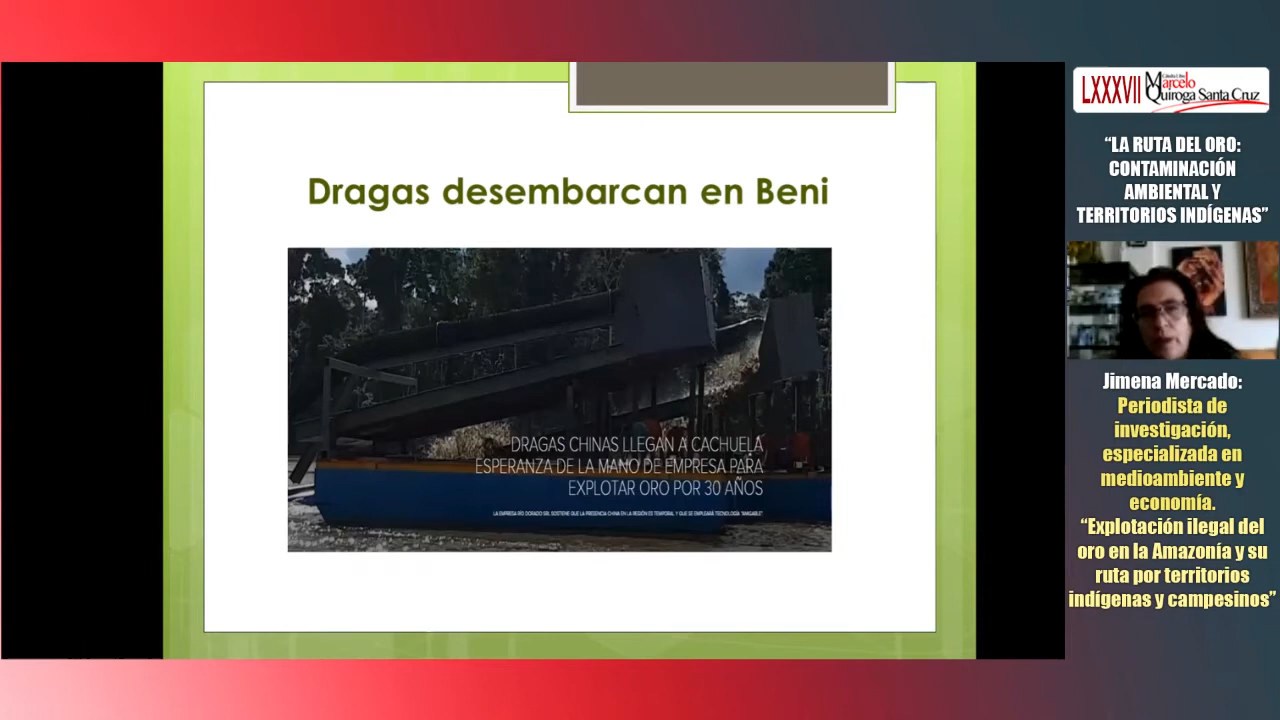 Dragas desembarcan en Beni
DRAGAS CHINAS LLEGAN A CACHUELA
ESPERANZA DE LA MANO DE EMPRESA PARA
EXPLOTAR ORO POR 30 AÑOS
LA EMPRESA RIO DORADO SRL SOSTIENE QUE LA PRESENCIA CHINA EN LA REGIÓN ES TEMPORAL Y QUE SE EMPLEARÁ TECNOLOGÍA "AMIGABLE"
LXXXVII
Cátedra Libre
Marcelo
Quiroga Santa Cruz
“LA RUTA DEL ORO:
CONTAMINACIÓN
AMBIENTAL Y
TERRITORIOS INDÍGENAS”
Jimena Mercado:
Periodista de
investigación,
especializada en
medioambiente y
economía.
“Explotación ilegal del
oro en la Amazonía y su
ruta por territorios
indígenas y campesinos”